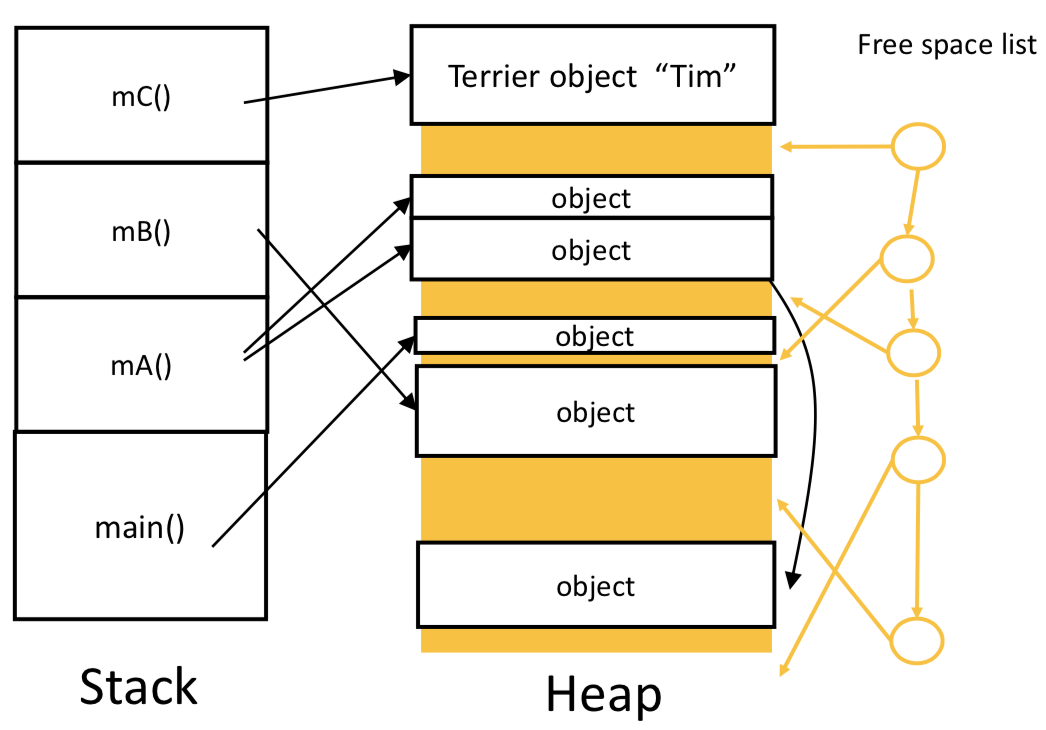 Free space list
mC()
Terrier object “Tim”
mB()
object
object
mA()
object
object
main()
object
Stack
Heap